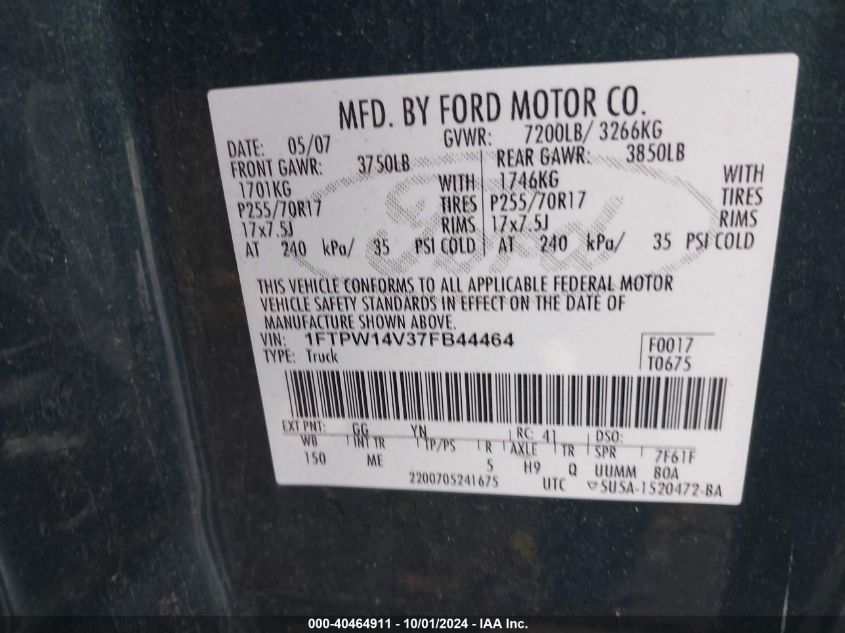 MFD. BY FORD MOTOR CO.
DATE: 05/07 GVWR: 7200LB/ 3266KG
FRONT GAWR: 3750LB REAR GAWR: 3850LB
1701KG WITH 1746KG WITH
P255/70R17 TIRES P255/70R17 TIRES
17x7.5J RIMS 17x7.5J RIMS
AT 240 kPa/ 35 PSI COLD AT 240 kPa/ 35 PSI COLD
Ford
THIS VEHICLE CONFORMS TO ALL APPLICABLE FEDERAL MOTOR
VEHICLE SAFETY STANDARDS IN EFFECT ON THE DATE OF
MANUFACTURE SHOWN ABOVE.
VIN: 1FTPW14V37FB44464 F0017
TYPE: Truck T0675
EXT PNT: GG YN RC: 41 DSO:
WB INT TR TP/PS R AXLE TR SPR 7F61F
150 ME 5 H9 Q UUMM BOA
2200705241675 UTC 5U5A-1520472-BA
000-40464911 - 10/01/2024 - IAA Inc.